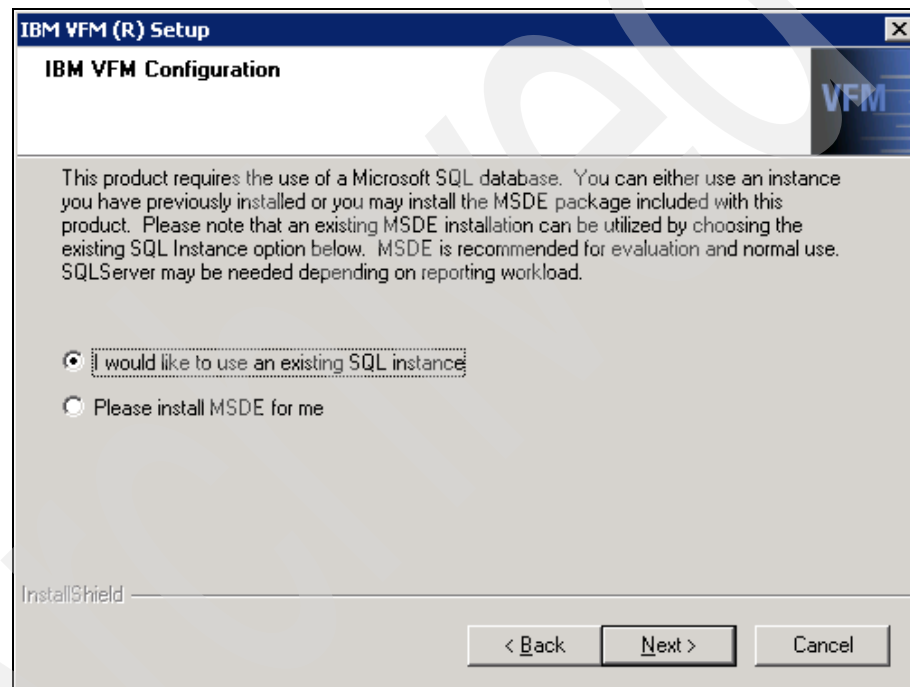 IBM VFM (R) Setup
IBM VFM Configuration
VFM
This product requires the use of a Microsoft SQL database. You can either use an instance
you have previously installed or you may install the MSDE package included with this
product. Please note that an existing MSDE installation can be utilized by choosing the
existing SQL Instance option below. MSDE is recommended for evaluation and normal use.
SQLServer may be needed depending on reporting workload.
I would like to use an existing SQL instance
Please install MSDE for me
InstallShield
< Back
Next >
Cancel